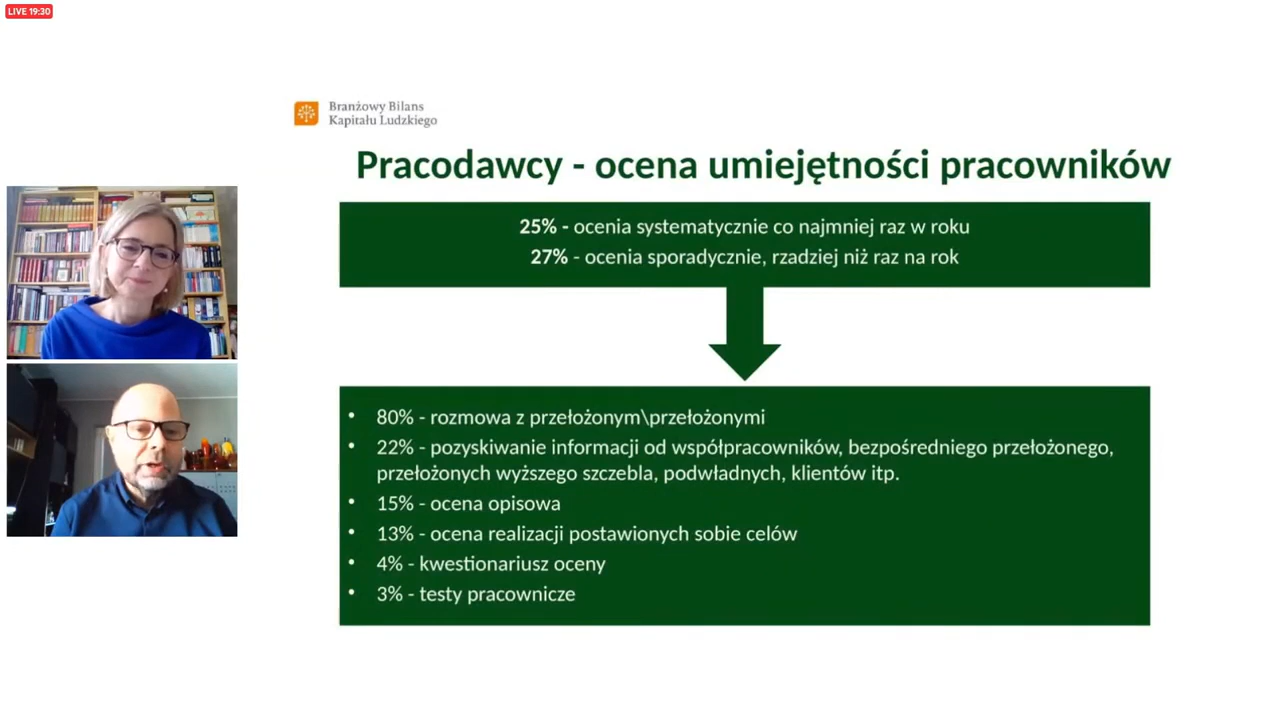 LIVE 19:30
Branżowy Bilans
Kapitału Ludzkiego
Pracodawcy - ocena umiejętności pracowników
25% - ocenia systematycznie co najmniej raz w roku
27% - ocenia sporadycznie, rzadziej niż raz na rok
• 80% - rozmowa z przełożonym\przełożonymi
• 22% - pozyskiwanie informacji od współpracowników, bezpośredniego przełożonego,
przełożonych wyższego szczebla, podwładnych, klientów itp.
• 15% - ocena opisowa
• 13% - ocena realizacji postawionych sobie celów
• 4% - kwestionariusz oceny
• 3% - testy pracownicze